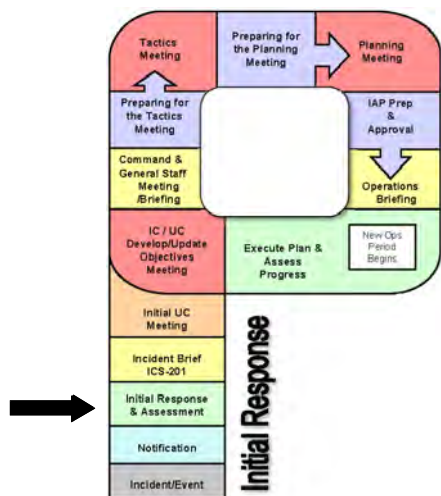 Tactics
Meeting
Preparing for
the Planning
Meeting
Planning
Meeting
Preparing for
the Tactics
Meeting
IAP Prep
&
Approval
Command &
General Staff
Meeting
/Briefing
Operations
Briefing
IC / UC
Develop/Update
Objectives
Meeting
Execute Plan &
Assess
Progress
New Ops
Period
Begins
Initial UC
Meeting
Incident Brief
ICS-201
Initial Response
& Assessment
Notification
Incident/Event
Initial Response